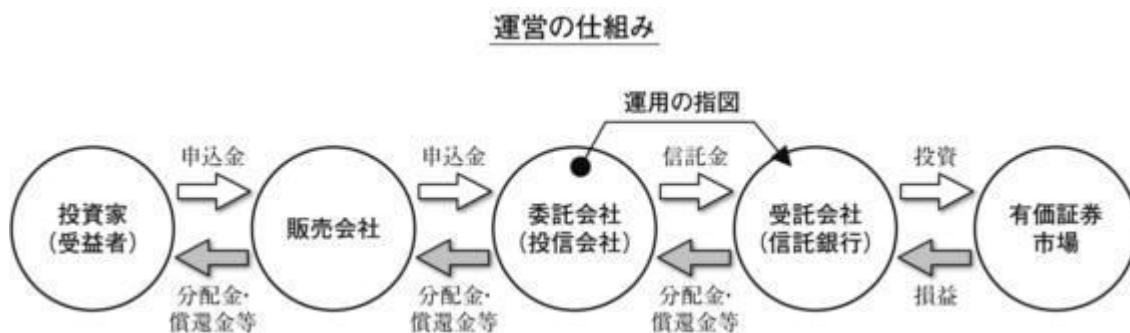 運営の仕組み
運用の指図
申込金
申込金
信託金
投資
投資家
（受益者）
販売会社
委託会社
（投信会社）
受託会社
（信託銀行）
有価証券
市場
分配金・
償還金等
分配金・
償還金等
分配金・
償還金等
損益